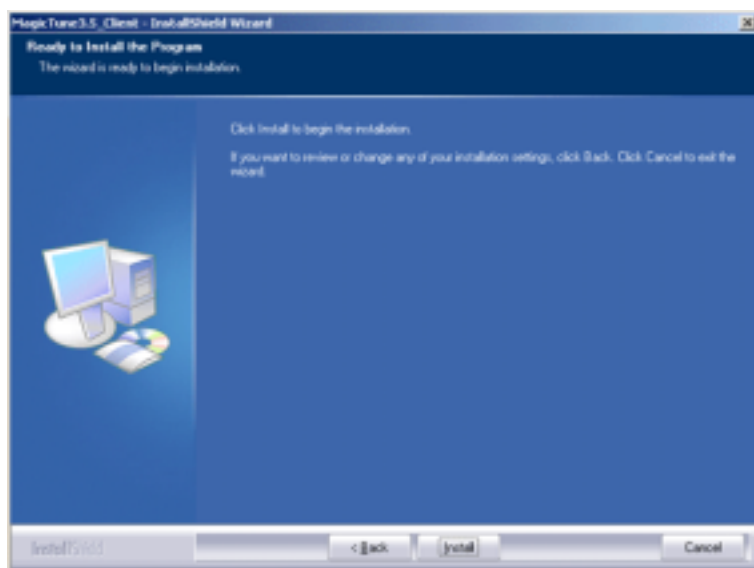 MagicTune3.5_Client - InstallShield Wizard
Ready to Install the Program
The wizard is ready to begin installation.
Click Install to begin the installation.
If you want to review or change any of your installation settings, click Back. Click Cancel to exit the
wizard.
InstallShield
< Back
Install
Cancel